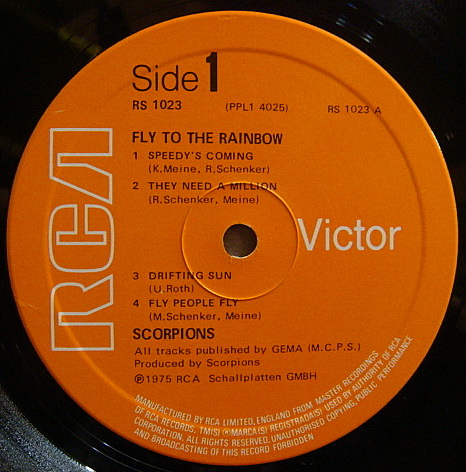 Side 1
RS 1023 (PPL1 4025) RS 1023 A
FLY TO THE RAINBOW
1 SPEEDY'S COMING
(K.Meine, R.Schenker)
2 THEY NEED A MILLION
(R.Schenker, Meine)
RCA Victor
3 DRIFTING SUN
(U.Roth)
4 FLY PEOPLE FLY
(M.Schenker, Meine)
SCORPIONS
All tracks published by GEMA (M.C.P.S.)
Produced by Scorpions
℗1975 RCA Schallplatten GMBH
MANUFACTURED BY RCA LIMITED, ENGLAND FROM MASTER RECORDINGS
OF RCA RECORDS, TM(S) ® MARCA(S) REGISTRADA(S) USED BY AUTHORITY OF RCA
CORPORATION. ALL RIGHTS RESERVED. UNAUTHORISED COPYING, PUBLIC PERFORMANCE
AND BROADCASTING OF THIS RECORD FORBIDDEN